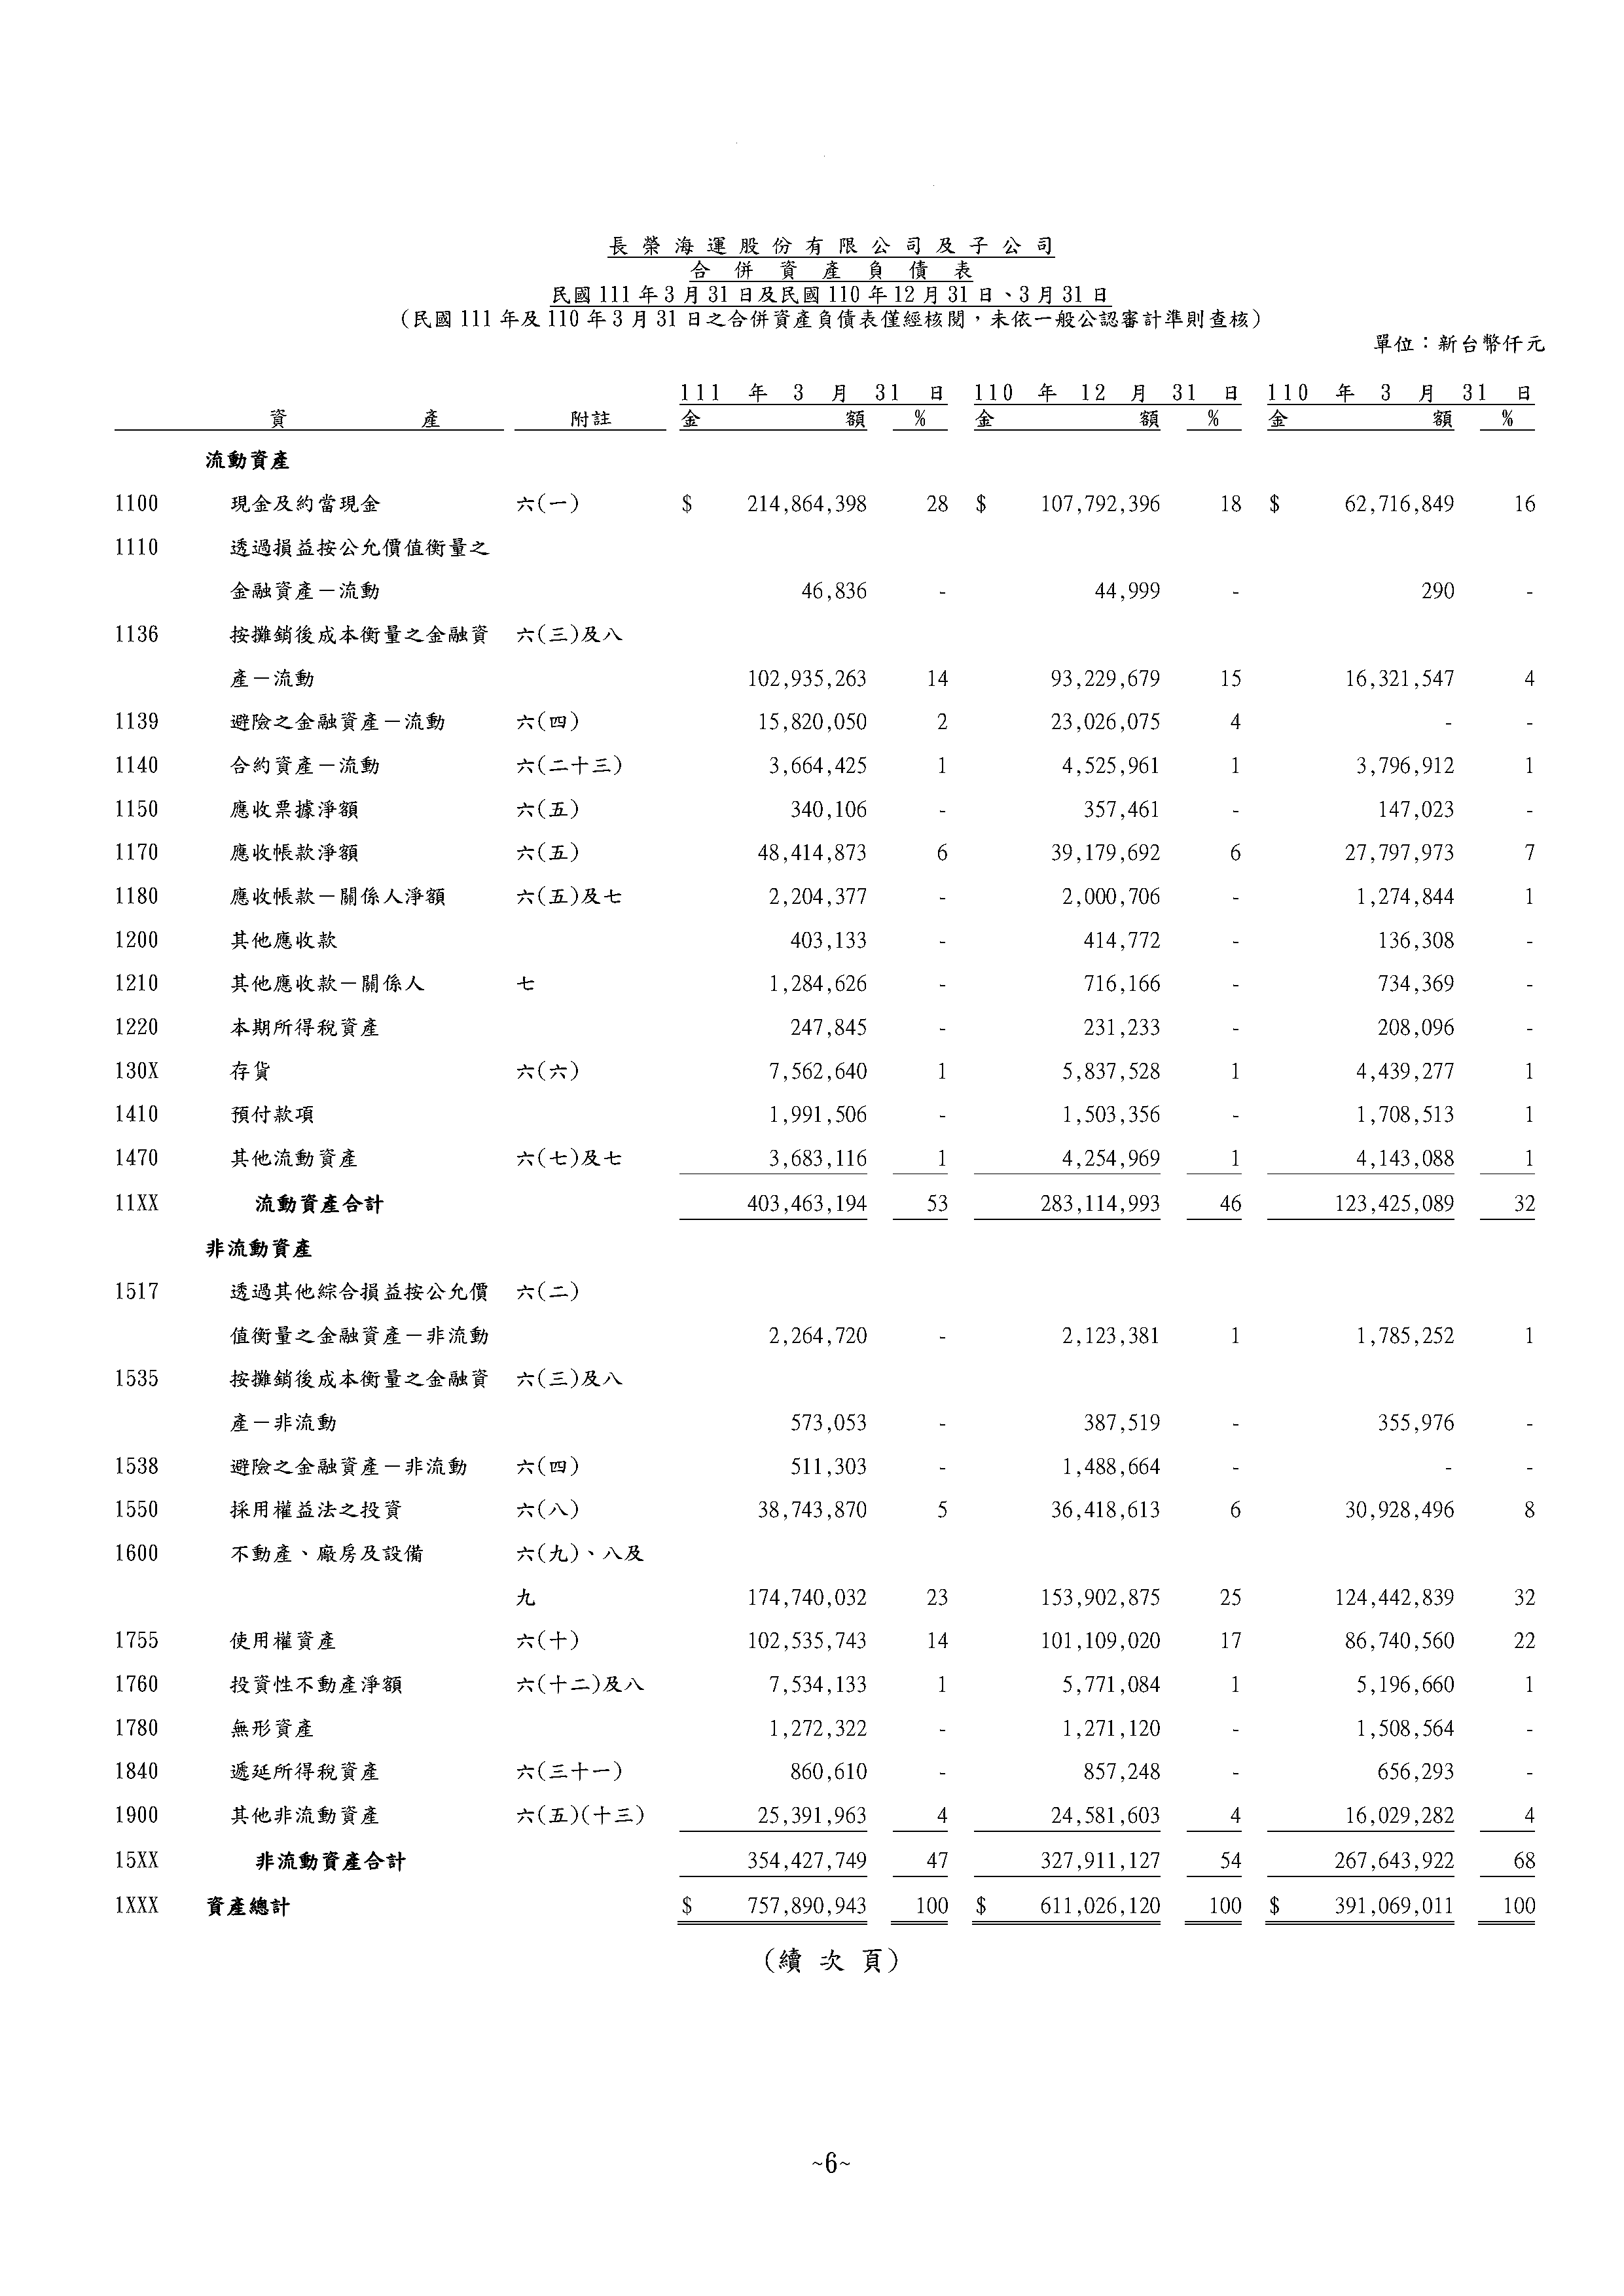 長榮海運股份有限公司及子公司
合併資產負債表
民國111年3月31日及民國110年12月31日、3月31日
(民國111年及110年3月31日之合併資產負債表僅經核閱,未依一般公認審計準則查核)
單位:新台幣仟元
111 年 3 月 31 日 110 年 12 月 31 日 110 年 3 月 31 日
資 產 附註 金 額 % 金 額 % 金 額 %
流動資產
1100 現金及約當現金 六(一) $ 214,864,398 28 $ 107,792,396 18 $ 62,716,849 16
1110 透過損益按公允價值衡量之
金融資產-流動 46,836 - 44,999 - 290 -
1136 按攤銷後成本衡量之金融資 六(三)及八
產-流動 102,935,263 14 93,229,679 15 16,321,547 4
1139 避險之金融資產-流動 六(四) 15,820,050 2 23,026,075 4 - -
1140 合約資產-流動 六(二十三) 3,664,425 1 4,525,961 1 3,796,912 1
1150 應收票據淨額 六(五) 340,106 - 357,461 - 147,023 -
1170 應收帳款淨額 六(五) 48,414,873 6 39,179,692 6 27,797,973 7
1180 應收帳款-關係人淨額 六(五)及七 2,204,377 - 2,000,706 - 1,274,844 1
1200 其他應收款 403,133 - 414,772 - 136,308 -
1210 其他應收款-關係人 七 1,284,626 - 716,166 - 734,369 -
1220 本期所得稅資產 247,845 - 231,233 - 208,096 -
130X 存貨 六(六) 7,562,640 1 5,837,528 1 4,439,277 1
1410 預付款項 1,991,506 - 1,503,356 - 1,708,513 1
1470 其他流動資產 六(七)及七 3,683,116 1 4,254,969 1 4,143,088 1
11XX 流動資產合計 403,463,194 53 283,114,993 46 123,425,089 32
非流動資產
1517 透過其他綜合損益按公允價 六(二)
值衡量之金融資產-非流動 2,264,720 - 2,123,381 1 1,785,252 1
1535 按攤銷後成本衡量之金融資 六(三)及八
產-非流動 573,053 - 387,519 - 355,976 -
1538 避險之金融資產-非流動 六(四) 511,303 - 1,488,664 - - -
1550 採用權益法之投資 六(八) 38,743,870 5 36,418,613 6 30,928,496 8
1600 不動產、廠房及設備 六(九)、八及
九 174,740,032 23 153,902,875 25 124,442,839 32
1755 使用權資產 六(十) 102,535,743 14 101,109,020 17 86,740,560 22
1760 投資性不動產淨額 六(十二)及八 7,534,133 1 5,771,084 1 5,196,660 1
1780 無形資產 1,272,322 - 1,271,120 - 1,508,564 -
1840 遞延所得稅資產 六(三十一) 860,610 - 857,248 - 656,293 -
1900 其他非流動資產 六(五)(十三) 25,391,963 4 24,581,603 4 16,029,282 4
15XX 非流動資產合計 354,427,749 47 327,911,127 54 267,643,922 68
1XXX 資產總計 $ 757,890,943 100 $ 611,026,120 100 $ 391,069,011 100
(續 次 頁)
~6~